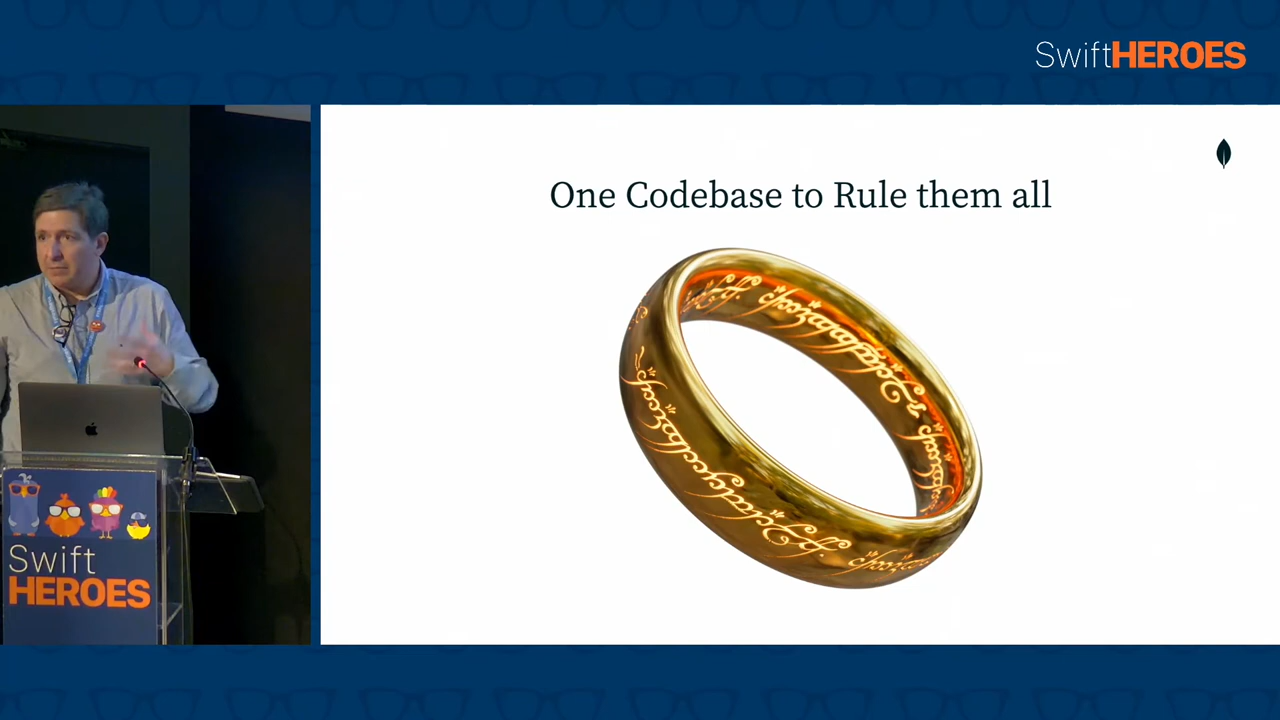 SwiftHEROES
One Codebase to Rule them all
Swift
HEROES